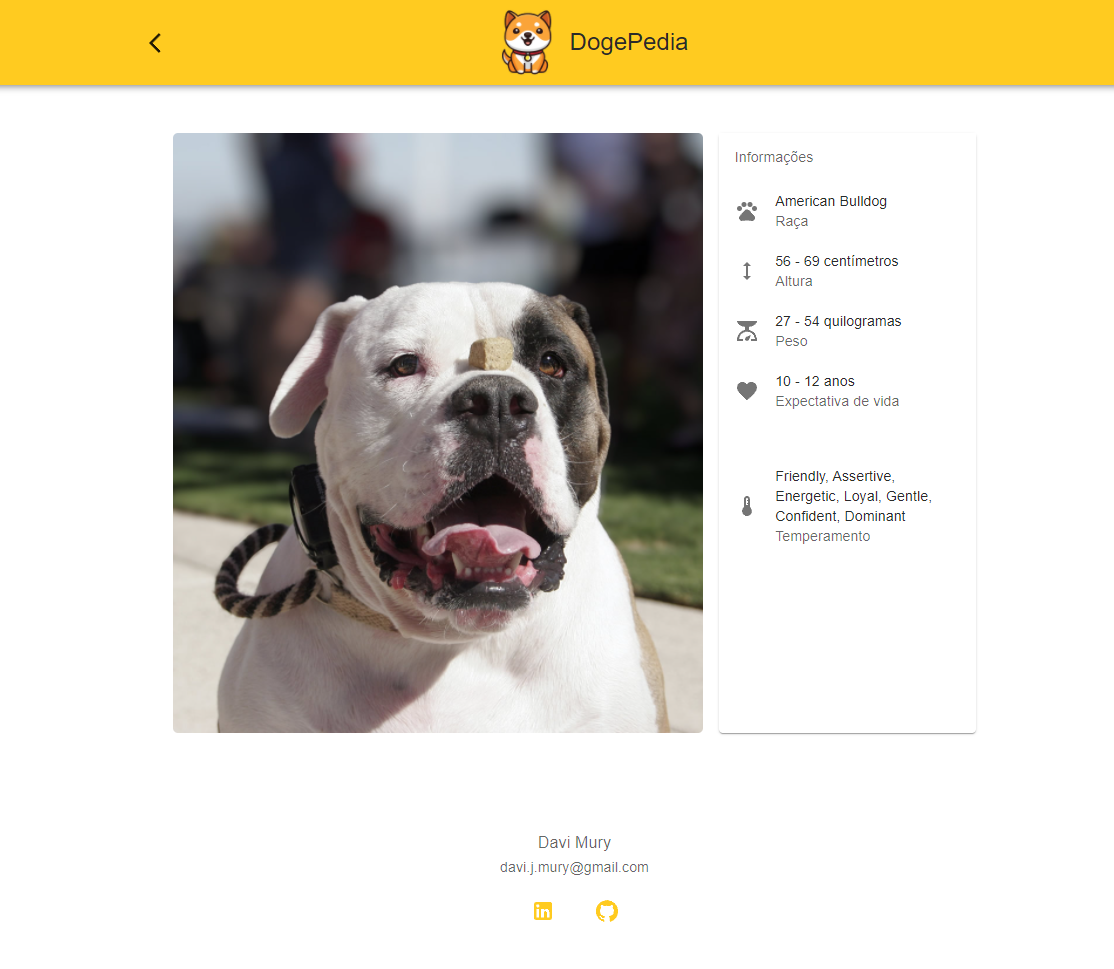 DogePedia
Informações
American Bulldog
Raça
56 - 69 centímetros
Altura
27 - 54 quilogramas
Peso
10 - 12 anos
Expectativa de vida
Friendly, Assertive,
Energetic, Loyal, Gentle,
Confident, Dominant
Temperamento
Davi Mury
davi.j.mury@gmail.com
in